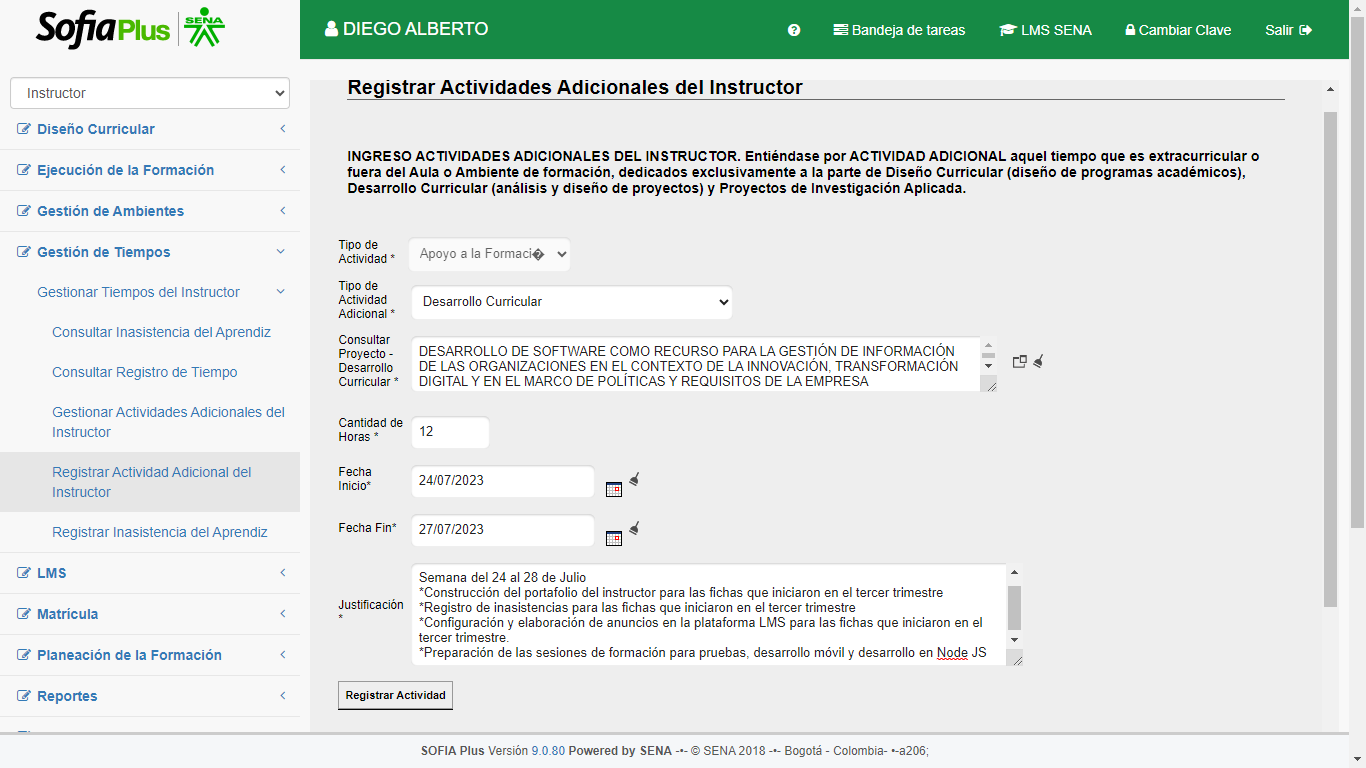 Sofia Plus SENA
DIEGO ALBERTO
Bandeja de tareas
LMS SENA
Cambiar Clave
Salir
Instructor
Diseño Curricular
Ejecución de la Formación
Gestión de Ambientes
Gestión de Tiempos
Gestionar Tiempos del Instructor
Consultar Inasistencia del Aprendiz
Consultar Registro de Tiempo
Gestionar Actividades Adicionales del
Instructor
Registrar Actividad Adicional del
Instructor
Registrar Inasistencia del Aprendiz
LMS
Matrícula
Planeación de la Formación
Reportes
Registrar Actividades Adicionales del Instructor
INGRESO ACTIVIDADES ADICIONALES DEL INSTRUCTOR. Entiéndase por ACTIVIDAD ADICIONAL aquel tiempo que es extracurricular o
fuera del Aula o Ambiente de formación, dedicados exclusivamente a la parte de Diseño Curricular (diseño de programas académicos),
Desarrollo Curricular (análisis y diseño de proyectos) y Proyectos de Investigación Aplicada.
Tipo de
Actividad *
Apoyo a la Formaci�
Tipo de
Actividad
Adicional *
Desarrollo Curricular
Consultar
Proyecto -
Desarrollo
Curricular *
DESARROLLO DE SOFTWARE COMO RECURSO PARA LA GESTIÓN DE INFORMACIÓN
DE LAS ORGANIZACIONES EN EL CONTEXTO DE LA INNOVACIÓN, TRANSFORMACIÓN
DIGITAL Y EN EL MARCO DE POLÍTICAS Y REQUISITOS DE LA EMPRESA
Cantidad de
Horas *
12
Fecha
Inicio*
24/07/2023
Fecha Fin*
27/07/2023
Justificación
*
Semana del 24 al 28 de Julio
*Construcción del portafolio del instructor para las fichas que iniciaron en el tercer trimestre
*Registro de inasistencias para las fichas que iniciaron en el tercer trimestre
*Configuración y elaboración de anuncios en la plataforma LMS para las fichas que iniciaron en el
tercer trimestre.
*Preparación de las sesiones de formación para pruebas, desarrollo móvil y desarrollo en Node JS
Registrar Actividad
SOFIA Plus Versión 9.0.80 Powered by SENA -•- © SENA 2018 -•- Bogotá - Colombia- •-a206;